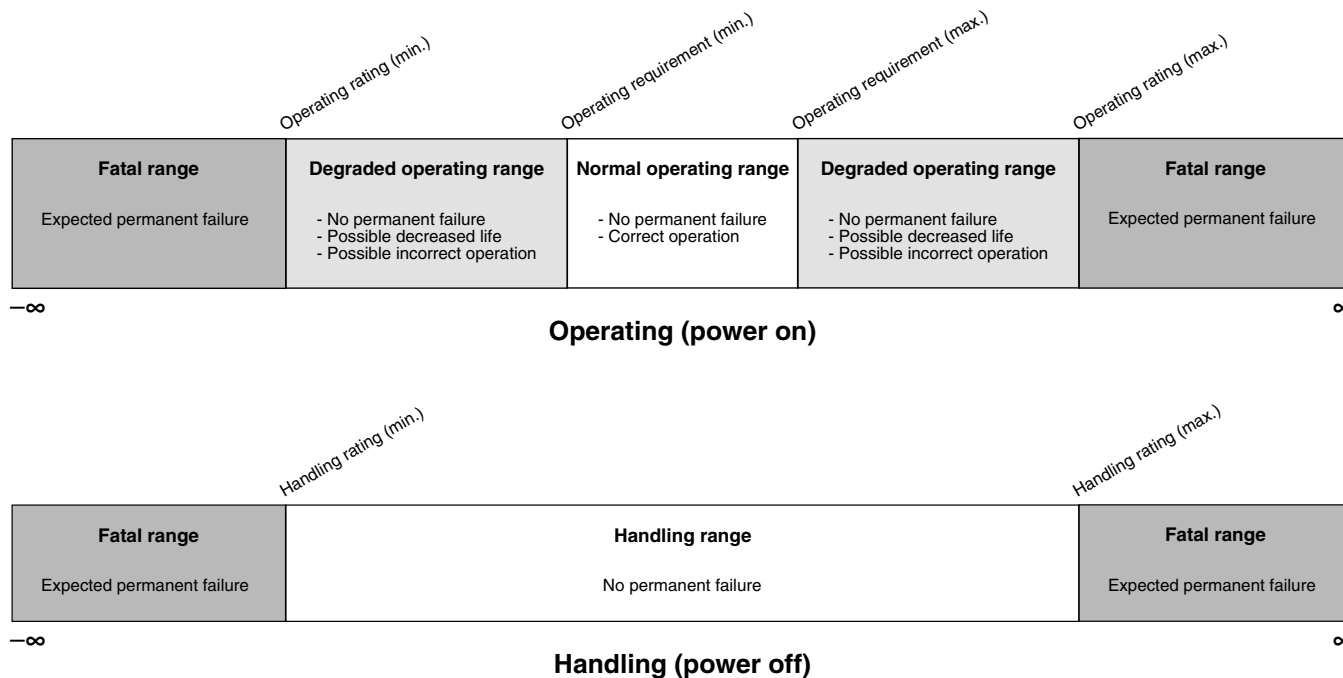 Operating rating (min.)
Operating requirement (min.)
Operating requirement (max.)
Operating rating (max.)
Fatal range
Degraded operating range
Normal operating range
Degraded operating range
Fatal range
Expected permanent failure
- No permanent failure
- Possible decreased life
- Possible incorrect operation
- No permanent failure
- Correct operation
- No permanent failure
- Possible decreased life
- Possible incorrect operation
Expected permanent failure
–∞
∞
Operating (power on)
Handling rating (min.)
Handling rating (max.)
Fatal range
Handling range
Fatal range
Expected permanent failure
No permanent failure
Expected permanent failure
–∞
∞
Handling (power off)